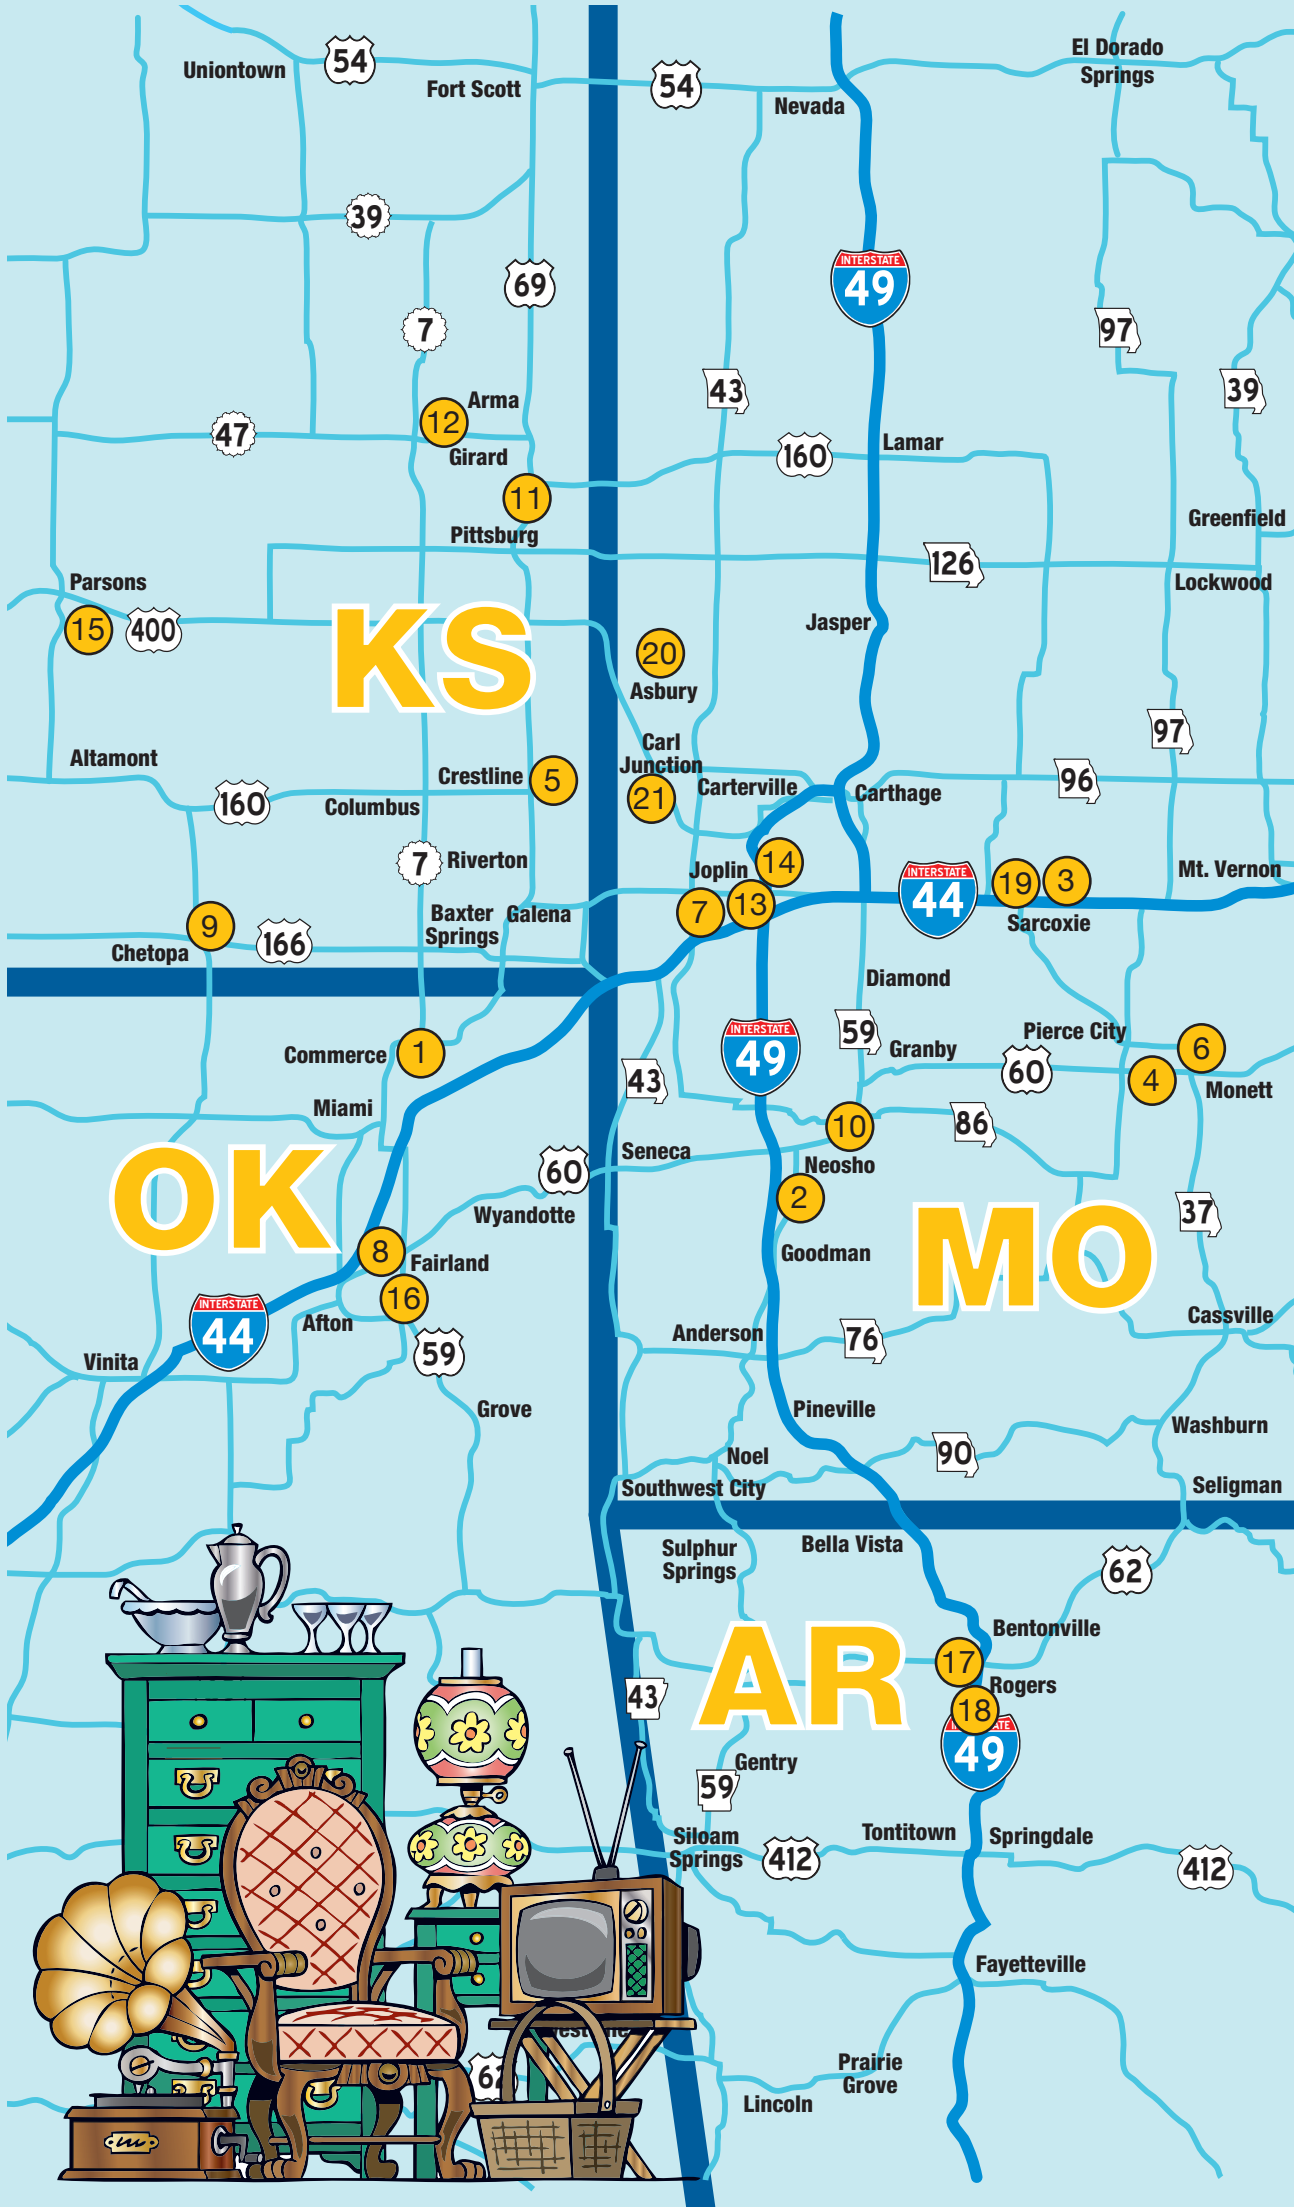 El Dorado
Springs
Uniontown
54
Fort Scott
54
Nevada
39
69
INTERSTATE
49
7
97
43
39
Arma
12
47
Girard
160
Lamar
11
Pittsburg
Greenfield
126
Parsons
Lockwood
15
400
KS
Jasper
20
Asbury
97
Carl
Junction
Altamont
Crestline
5
96
160
Columbus
21
Carterville
Carthage
7
Riverton
Joplin
14
INTERSTATE
44
19
3
Mt. Vernon
9
Baxter
Springs
Galena
7
13
Sarcoxie
Chetopa
166
Diamond
INTERSTATE
49
59
Pierce City
Commerce
1
Granby
60
6
43
4
Monett
Miami
10
86
Seneca
OK
60
Neosho
2
MO
37
Wyandotte
8
Fairland
Goodman
16
INTERSTATE
44
Afton
Cassville
Anderson
76
59
Vinita
Grove
Pineville
Washburn
Noel
90
Southwest City
Seligman
Sulphur
Springs
Bella Vista
62
Bentonville
AR
17
Rogers
43
18
49
Gentry
59
Siloam
Springs
412
Tontitown
Springdale
412
Fayetteville
62
Prairie
Grove
Lincoln